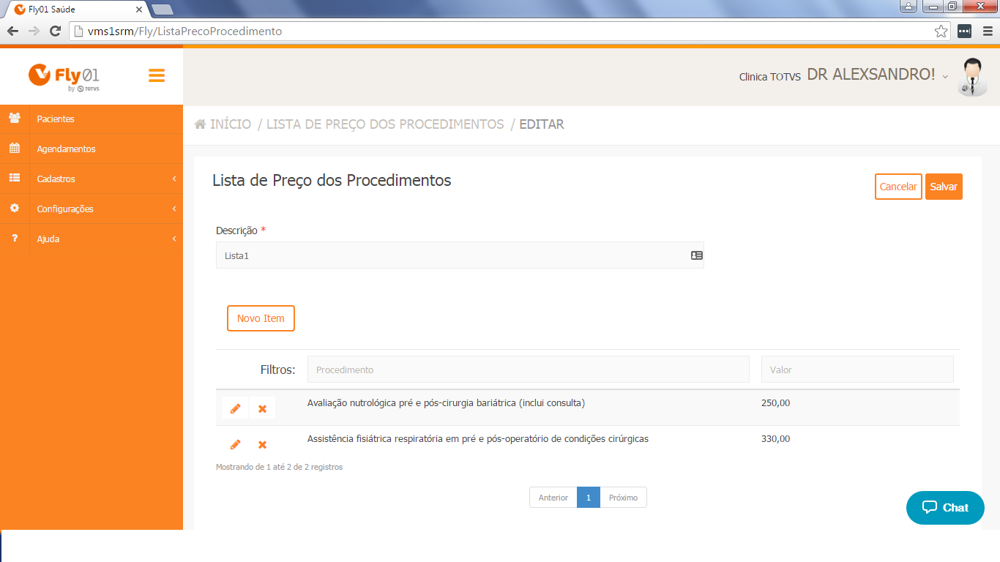 Fly01 Saúde
vms1srm/Fly/ListaPrecoProcedimento
Fly01
by TOTVS
Clinica TOTVS DR ALEXSANDRO!
Pacientes
Agendamentos
Cadastros
Configurações
Ajuda
INÍCIO / LISTA DE PREÇO DOS PROCEDIMENTOS / EDITAR
Lista de Preço dos Procedimentos
Cancelar Salvar
Descrição *
Lista1
Novo Item
Filtros: Procedimento Valor
Avaliação nutrológica pré e pós-cirurgia bariátrica (inclui consulta) 250,00
Assistência fisiátrica respiratória em pré e pós-operatório de condições cirúrgicas 330,00
Mostrando de 1 até 2 de 2 registros
Anterior 1 Próximo
Chat